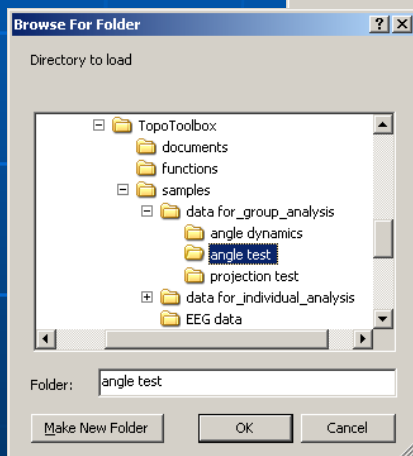 Browse For Folder
Directory to load
TopoToolbox
documents
functions
samples
data for_group_analysis
angle dynamics
angle test
projection test
data for_individual_analysis
EEG data
Folder: angle test
Make New Folder OK Cancel